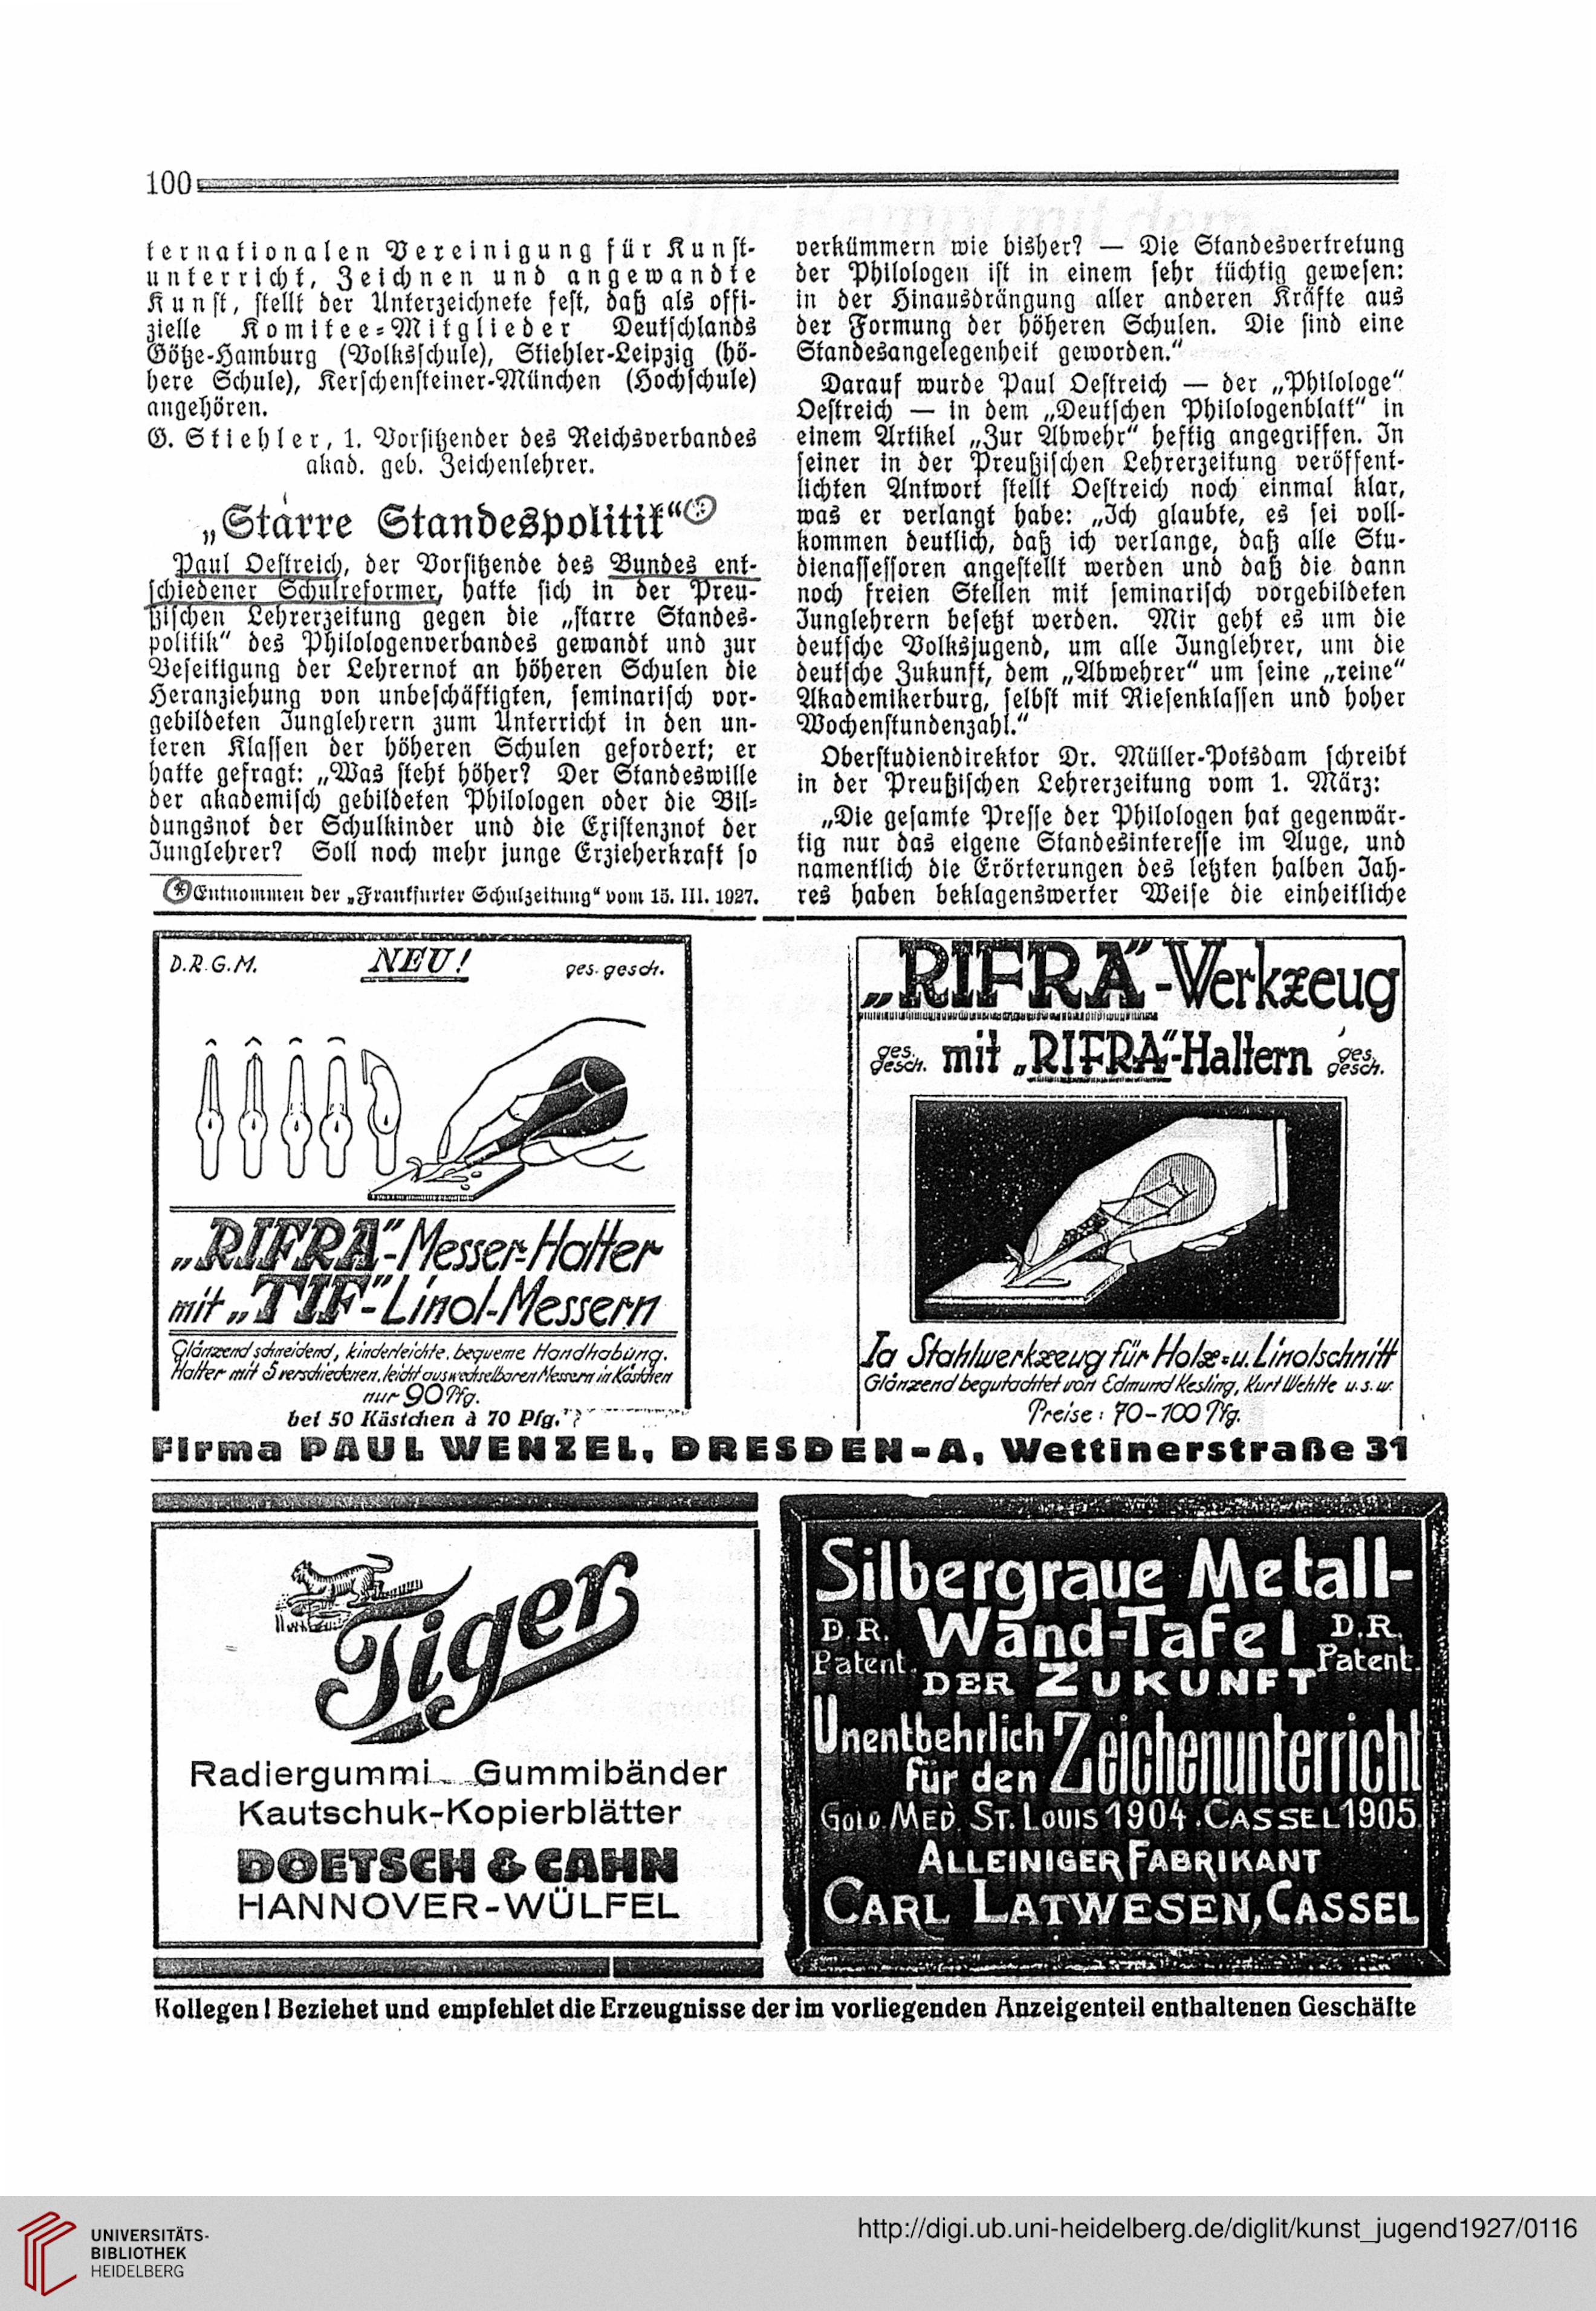 100
ternationalen Vereinigung für Kunst-
unterricht, Zeichnen und angewandte
Kunst, stellt der Unterzeichnete fest, daß als offi-
zielle Komitee-Mitglieder Deutschlands
Götze-Hamburg (Volksschule), Stiehler-Leipzig (hö-
here Schule), Kerschensteiner-München (Hochschule)
angehören.
G. Stiehler, 1. Vorsitzender des Reichsverbandes
akad. geb. Zeichenlehrer.
„Starre Standespolitik“ *)
Paul Oestreich, der Vorsitzende des Bundes ent-
schiedener Schulreformer, hatte sich in der Preu-
ßischen Lehrerzeitung gegen die „starre Standes-
politik“ des Philologenverbandes gewandt und zur
Beseitigung der Lehrernot an höheren Schulen die
Heranziehung von unbeschäftigten, seminarisch vor-
gebildeten Junglehrern zum Unterricht in den un-
teren Klassen der höheren Schulen gefordert; er
hatte gefragt: „Was steht höher? Der Standeswille
der akademisch gebildeten Philologen oder die Bil-
dungsnot der Schulkinder und die Existenznot der
Junglehrer? Soll noch mehr junge Erzieherkraft so
*) Entnommen der „Frankfurter Schulzeitung“ vom 15. III. 1927.
verkümmern wie bisher? — Die Standesvertretung
der Philologen ist in einem sehr tüchtig gewesen:
in der Hinausdrängung aller anderen Kräfte aus
der Formung der höheren Schulen. Die sind eine
Standesangelegenheit geworden.“
Darauf wurde Paul Oestreich — der „Philologe“
Oestreich — in dem „Deutschen Philologenblatt“ in
einem Artikel „Zur Abwehr“ heftig angegriffen. In
seiner in der Preußischen Lehrerzeitung veröffent-
lichten Antwort stellt Oestreich noch einmal klar,
was er verlangt habe: „Ich glaubte, es sei voll-
kommen deutlich, daß ich verlange, daß alle Stu-
dienassessoren angestellt werden und daß die dann
noch freien Stellen mit seminarisch vorgebildeten
Junglehrern besetzt werden. Mir geht es um die
deutsche Volksjugend, um alle Junglehrer, um die
deutsche Zukunft, dem „Abwehrer“ um seine „reine“
Akademikerburg, selbst mit Riesenklassen und hoher
Wochenstundenzahl.“
Oberstudiendirektor Dr. Müller-Potsdam schreibt
in der Preußischen Lehrerzeitung vom 1. März:
„Die gesamte Presse der Philologen hat gegenwär-
tig nur das eigene Standesinteresse im Auge, und
namentlich die Erörterungen des letzten halben Jah-
res haben beklagenswerter Weise die einheitliche
D.R.G.M. NEU! ges. gesch.
„RIFRA“-Messer-Halter
mit „TIF“-Linol-Messern
Glänzend schneidend, kinderleichte, bequeme Handhabung.
Halter mit 5 verschiedenen, leicht auswechselbaren Messern in Kästchen
nur 90 Pfg.
bei 50 Kästchen à 70 Pfg.
„RIFRA“-Werkzeug
ges. gesch. mit „RIFRA“-Haltern ges. gesch.
Ia Stahlwerkzeug für Holz- u. Linolschnitt
Glänzend begutachtet von Edmund Kesting, Kurt Wehlte u. s. w.
Preise: 70-100 Pfg.
Firma PAUL WENZEL, DRESDEN-A, Wettinerstraße 31
Tiger
Radiergummi Gummibänder
Kautschuk-Kopierblätter
DOETSCH & CAHN
HANNOVER-WÜLFEL
Silbergraue Metall-
D.R. Patent. Wand-Tafel D.R. Patent.
DER ZUKUNFT
Unentbehrlich für den Zeichenunterricht
GOLD. MED. ST. LOUIS 1904. CASSEL 1905.
ALLEINIGER FABRIKANT
CARL LATWESEN, CASSEL
Kollegen! Beziehet und empfehlet die Erzeugnisse der im vorliegenden Anzeigenteil enthaltenen Geschäfte
UNIVERSITÄTS-
BIBLIOTHEK
HEIDELBERG
http://digi.ub.uni-heidelberg.de/diglit/kunst_jugend1927/0116